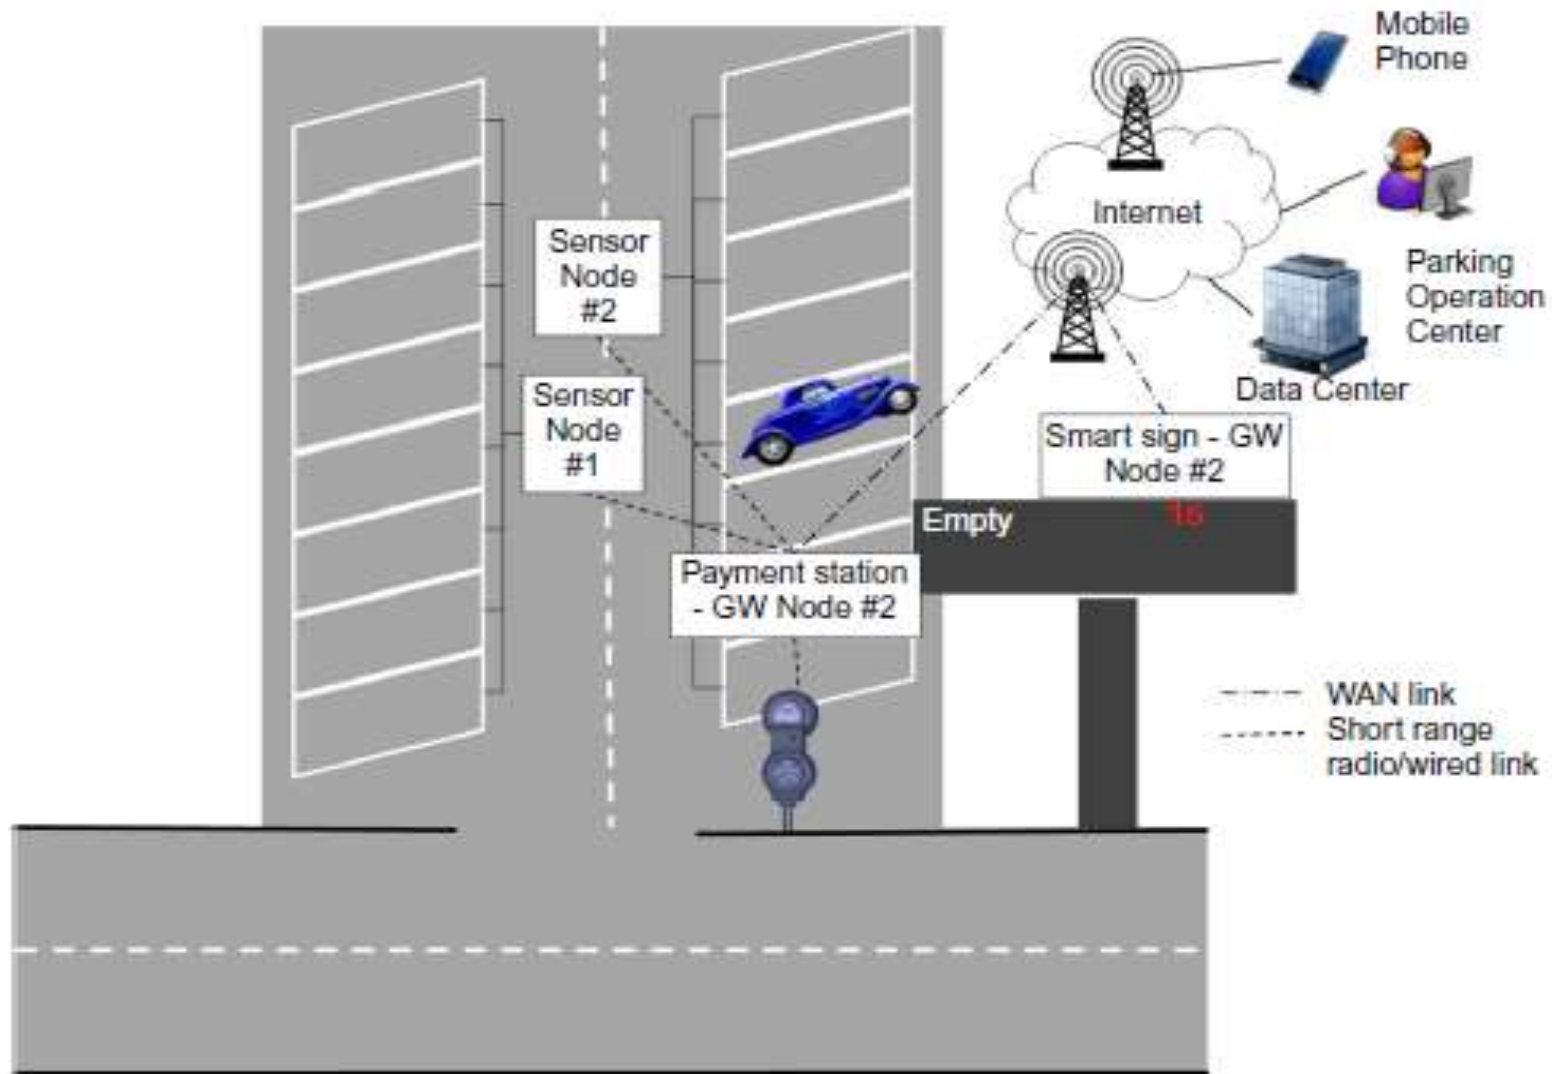 Mobile
Phone
Internet
Parking
Operation
Center
Data Center
Sensor
Node
#2
Sensor
Node
#1
Smart sign - GW
Node #2
Empty
15
Payment station
- GW Node #2
WAN link
Short range
radio/wired link